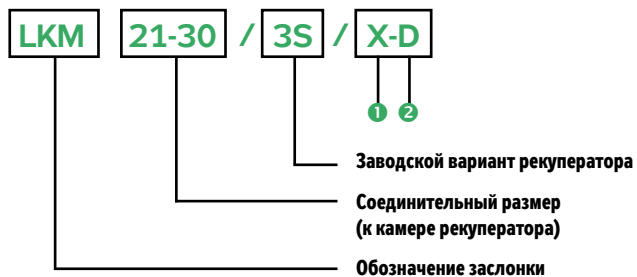 LKM 21-30 / 3S / X-D
1 2
Заводской вариант рекуператора
Соединительный размер
(к камере рекуператора)
Обозначение заслонки